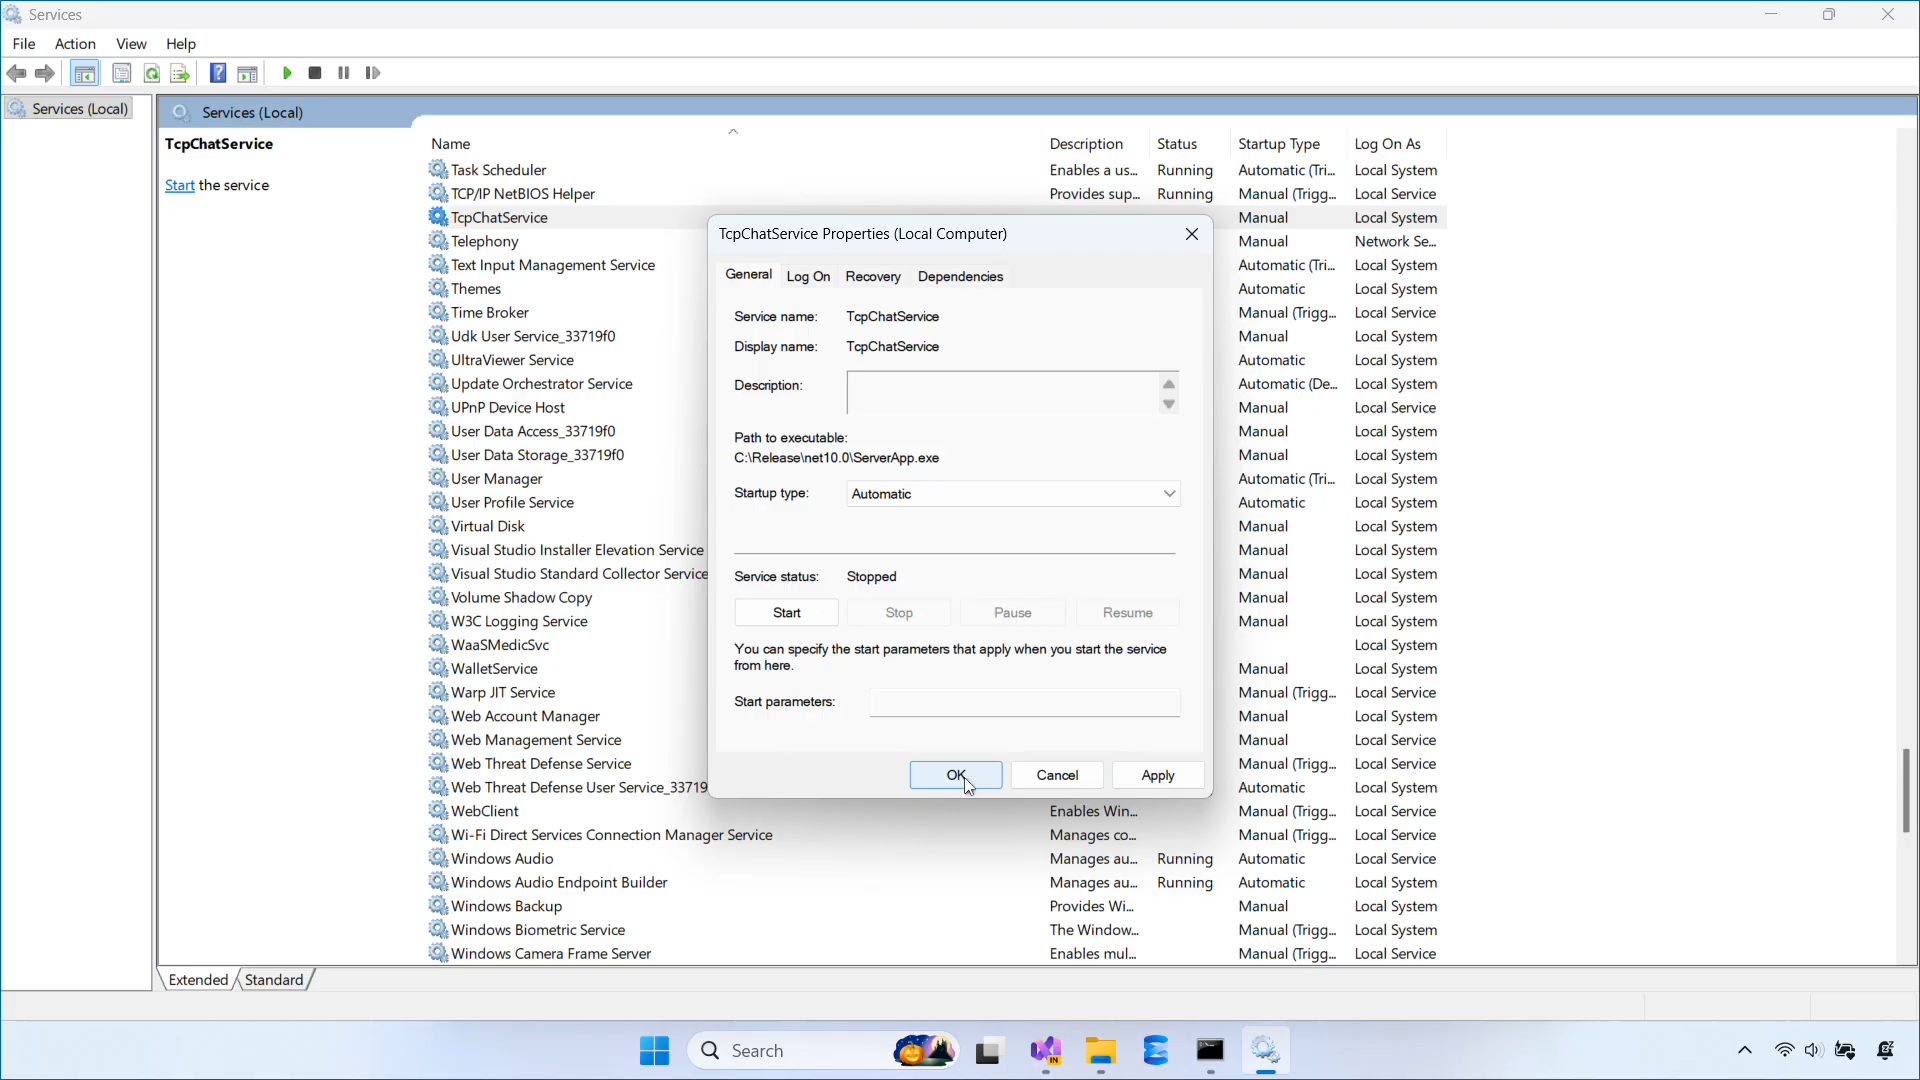 Services
File Action View Help
Services (Local)
Services (Local)
TcpChatService
Start the service
Name Description Status Startup Type Log On As
Task Scheduler Enables a us... Running Automatic (Tri... Local System
TCP/IP NetBIOS Helper Provides sup... Running Manual (Trigg... Local Service
TcpChatService Manual Local System
Telephony Manual Network Se...
Text Input Management Service Automatic (Tri... Local System
Themes Automatic Local System
Time Broker Manual (Trigg... Local Service
Udk User Service_33719f0 Manual Local System
UltraViewer Service Automatic Local System
Update Orchestrator Service Automatic (De... Local System
UPnP Device Host Manual Local Service
User Data Access_33719f0 Manual Local System
User Data Storage_33719f0 Manual Local System
User Manager Automatic (Tri... Local System
User Profile Service Automatic Local System
Virtual Disk Manual Local System
Visual Studio Installer Elevation Service Manual Local System
Visual Studio Standard Collector Service Manual Local System
Volume Shadow Copy Manual Local System
W3C Logging Service Manual Local System
WaaSMedicSvc Local System
WalletService Manual Local System
Warp JIT Service Manual (Trigg... Local Service
Web Account Manager Manual Local System
Web Management Service Manual Local Service
Web Threat Defense Service Manual (Trigg... Local Service
Web Threat Defense User Service_33719 Automatic Local System
WebClient Enables Win... Manual (Trigg... Local Service
Wi-Fi Direct Services Connection Manager Service Manages co... Manual (Trigg... Local Service
Windows Audio Manages au... Running Automatic Local Service
Windows Audio Endpoint Builder Manages au... Running Automatic Local System
Windows Backup Provides Wi... Manual Local System
Windows Biometric Service The Window... Manual (Trigg... Local System
Windows Camera Frame Server Enables mul... Manual (Trigg... Local Service
TcpChatService Properties (Local Computer)
General Log On Recovery Dependencies
Service name: TcpChatService
Display name: TcpChatService
Description:
Path to executable:
C:\Release\net10.0\ServerApp.exe
Startup type: Automatic
Service status: Stopped
Start Stop Pause Resume
You can specify the start parameters that apply when you start the service
from here.
Start parameters:
OK Cancel Apply
Extended Standard
Search
IN